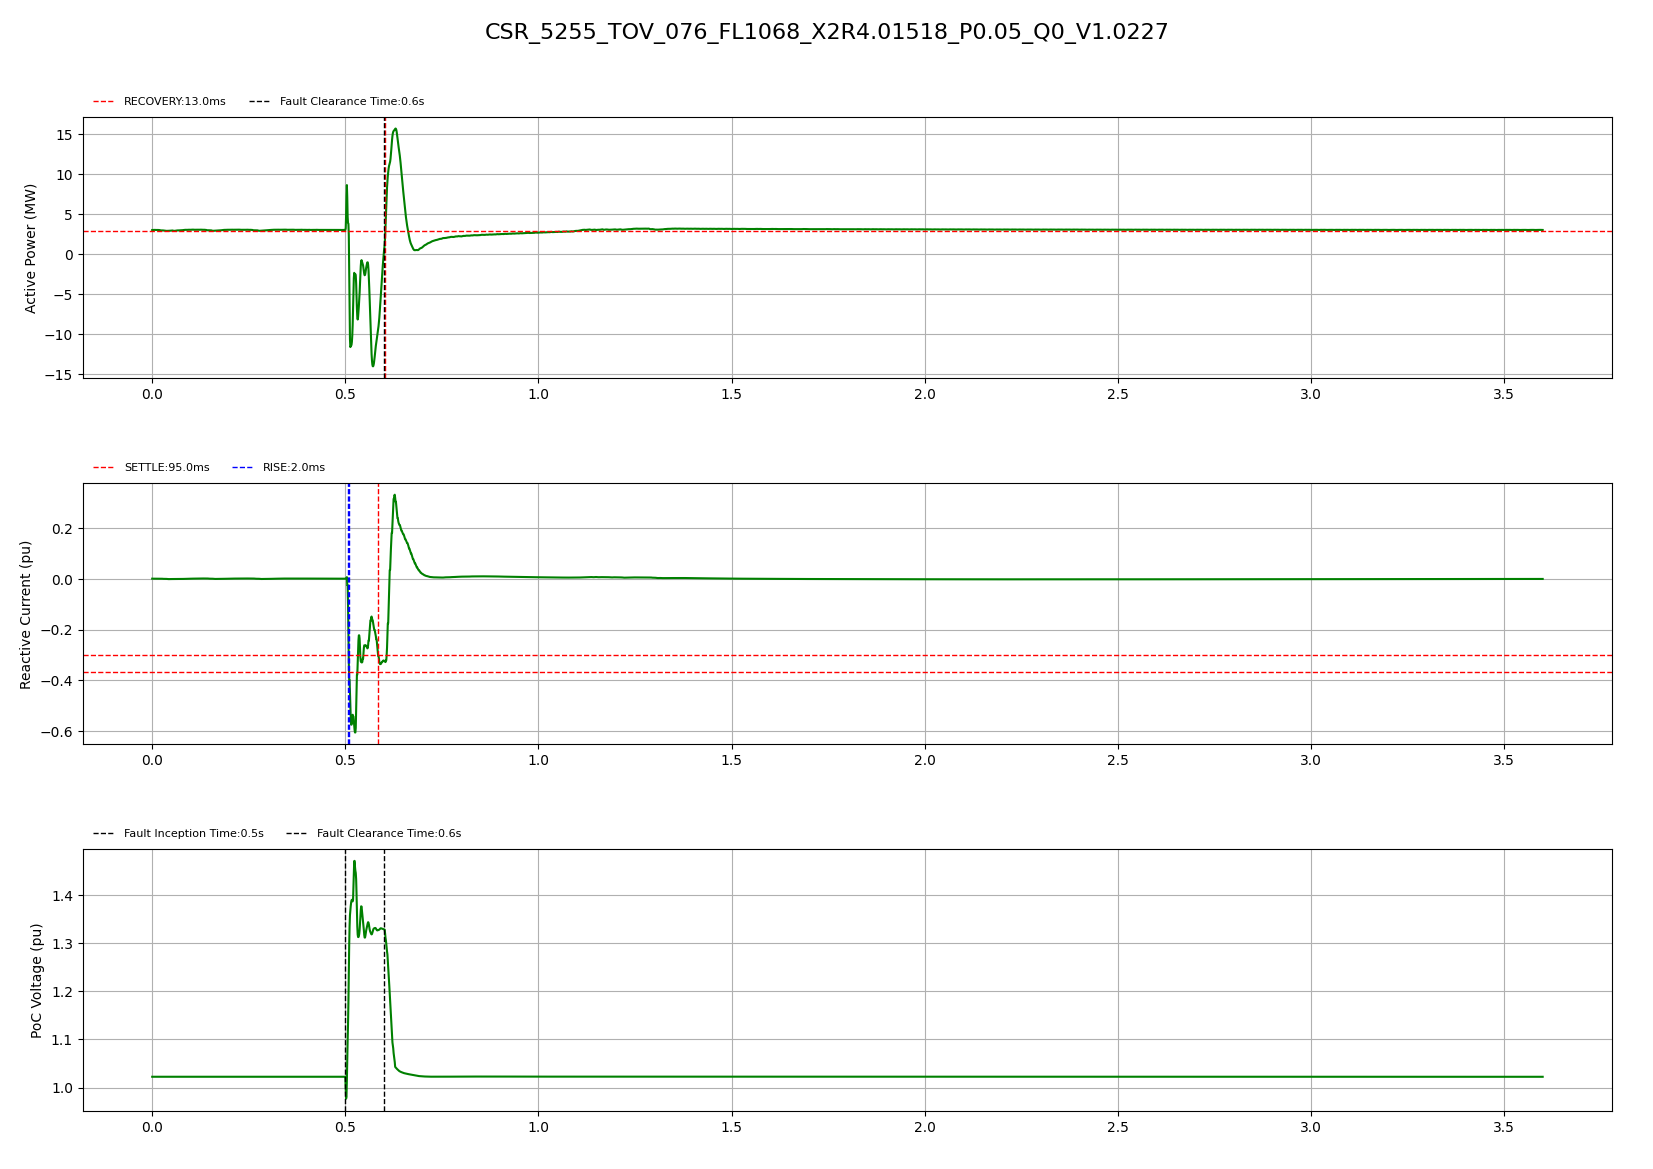 CSR_5255_TOV_076_FL1068_X2R4.01518_P0.05_Q0_V1.0227
RECOVERY:13.0ms Fault Clearance Time:0.6s
Active Power (MW)
15
10
5
0
−5
−10
−15
0.0 0.5 1.0 1.5 2.0 2.5 3.0 3.5
SETTLE:95.0ms RISE:2.0ms
Reactive Current (pu)
0.2
0.0
−0.2
−0.4
−0.6
0.0 0.5 1.0 1.5 2.0 2.5 3.0 3.5
Fault Inception Time:0.5s Fault Clearance Time:0.6s
PoC Voltage (pu)
1.4
1.3
1.2
1.1
1.0
0.0 0.5 1.0 1.5 2.0 2.5 3.0 3.5